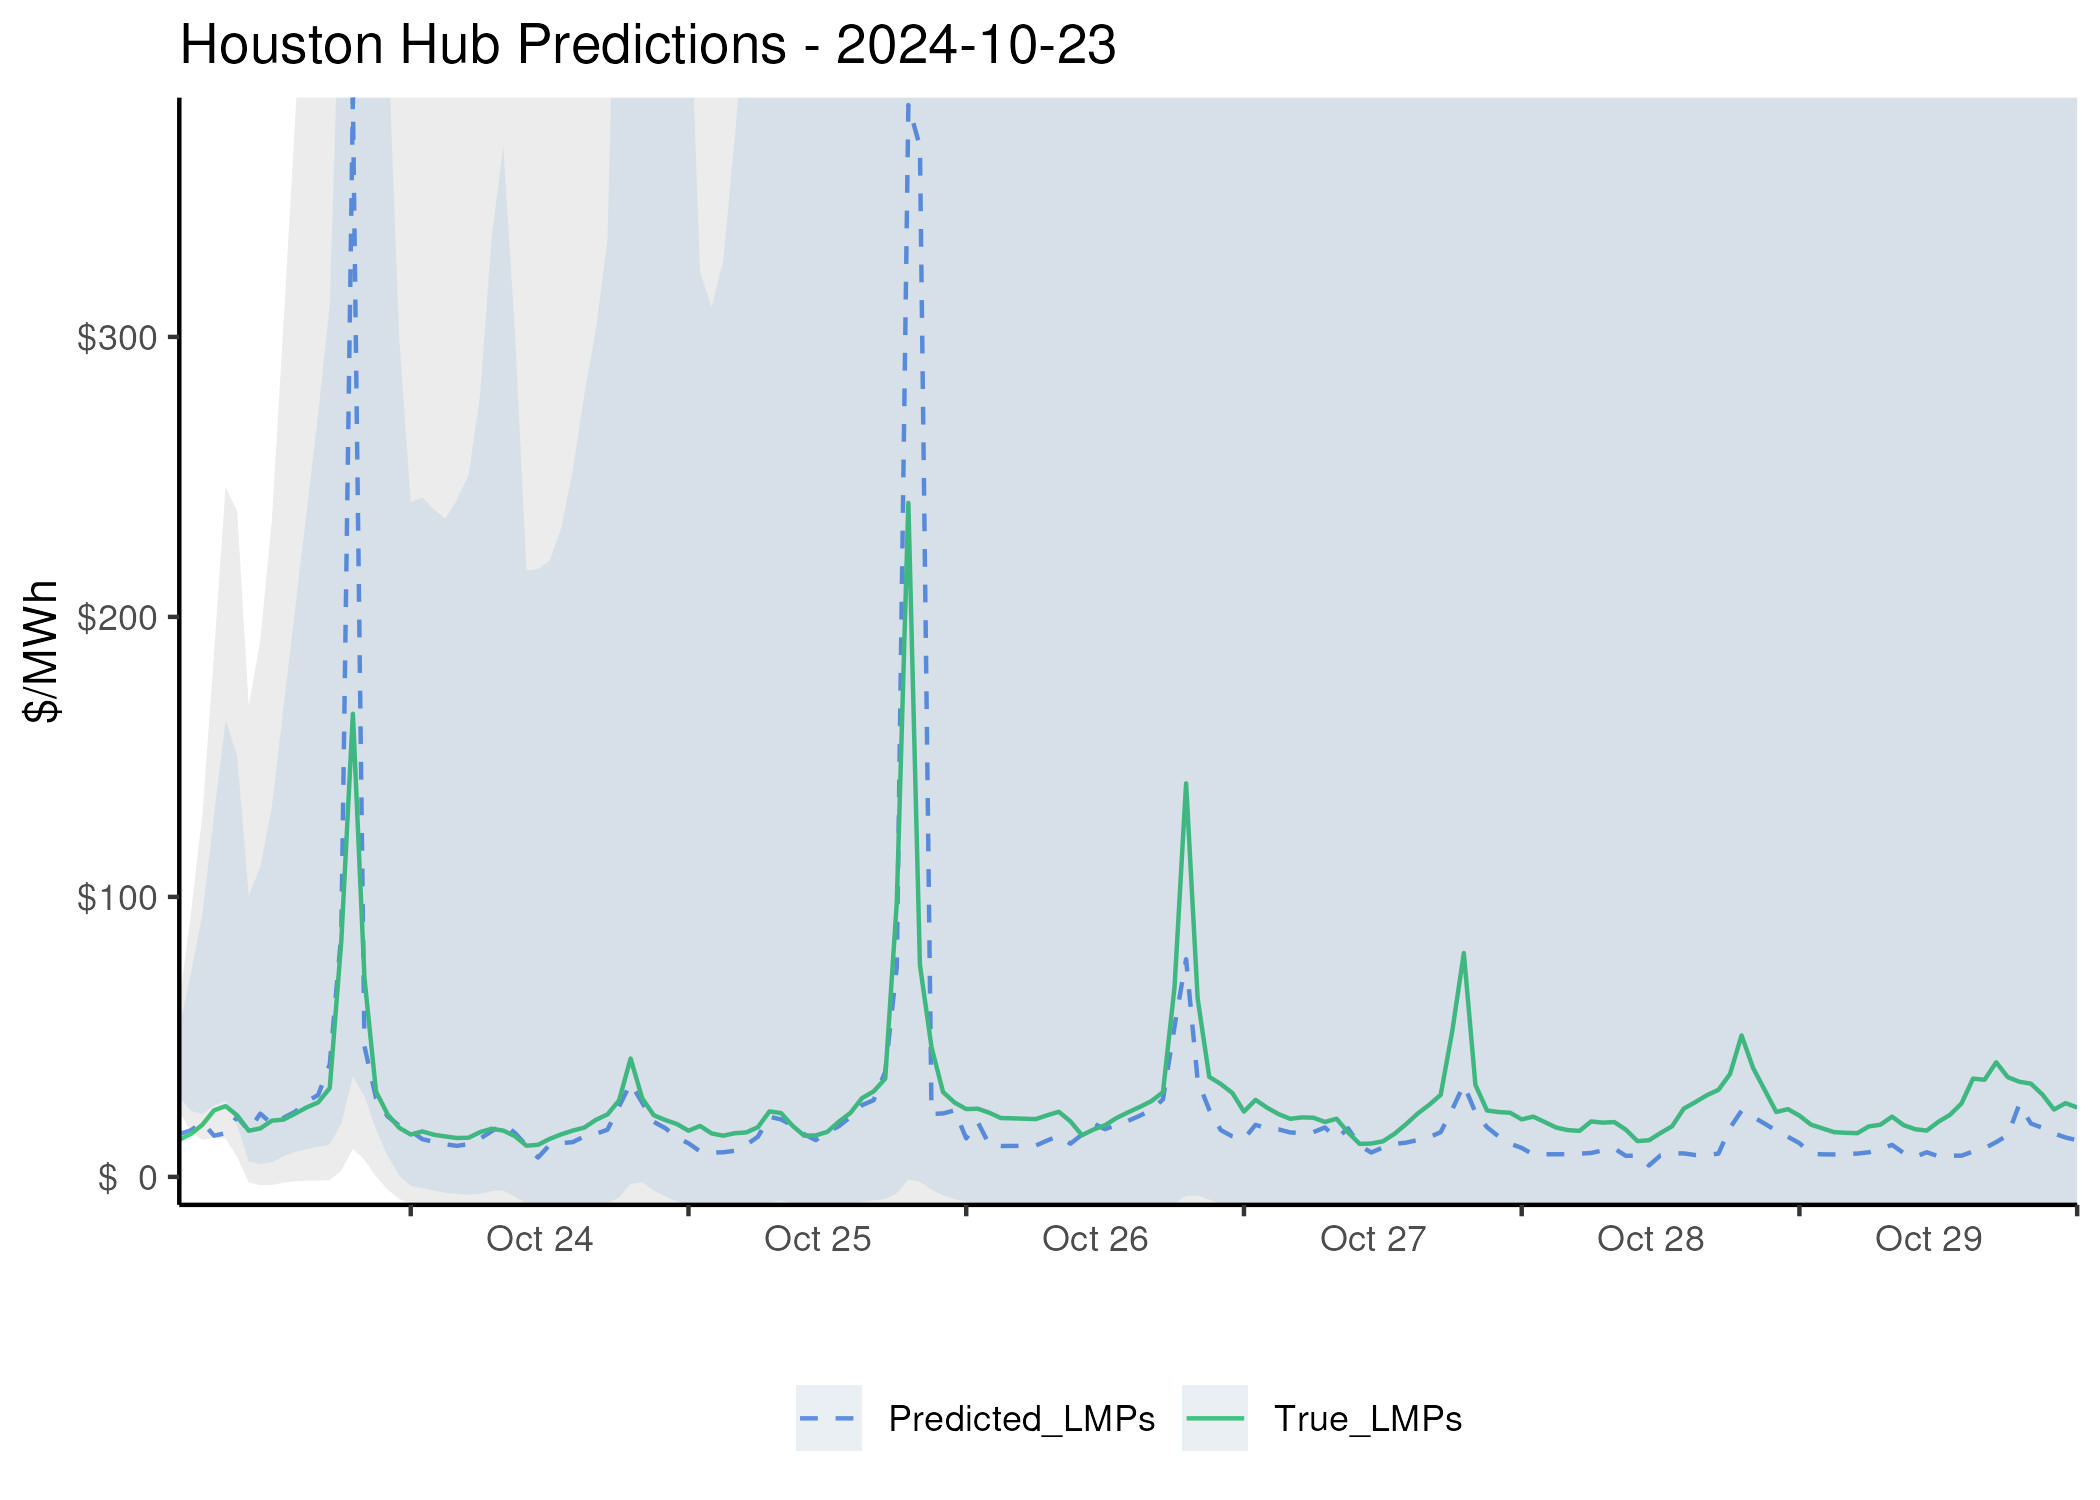 Houston Hub Predictions - 2024-10-23
$/MWh
$300
$200
$100
$ 0
Oct 24 Oct 25 Oct 26 Oct 27 Oct 28 Oct 29
Predicted_LMPs True_LMPs